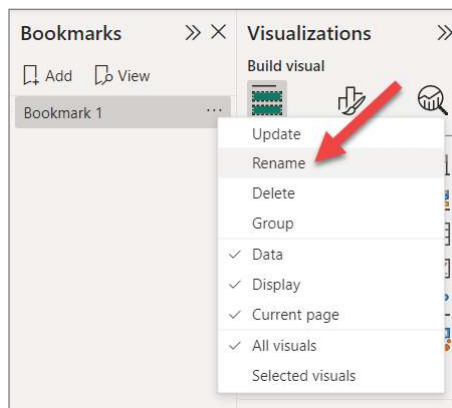 Bookmarks
Visualizations
Add
View
Build visual
Bookmark 1
Update
Rename
Delete
Group
Data
Display
Current page
All visuals
Selected visuals